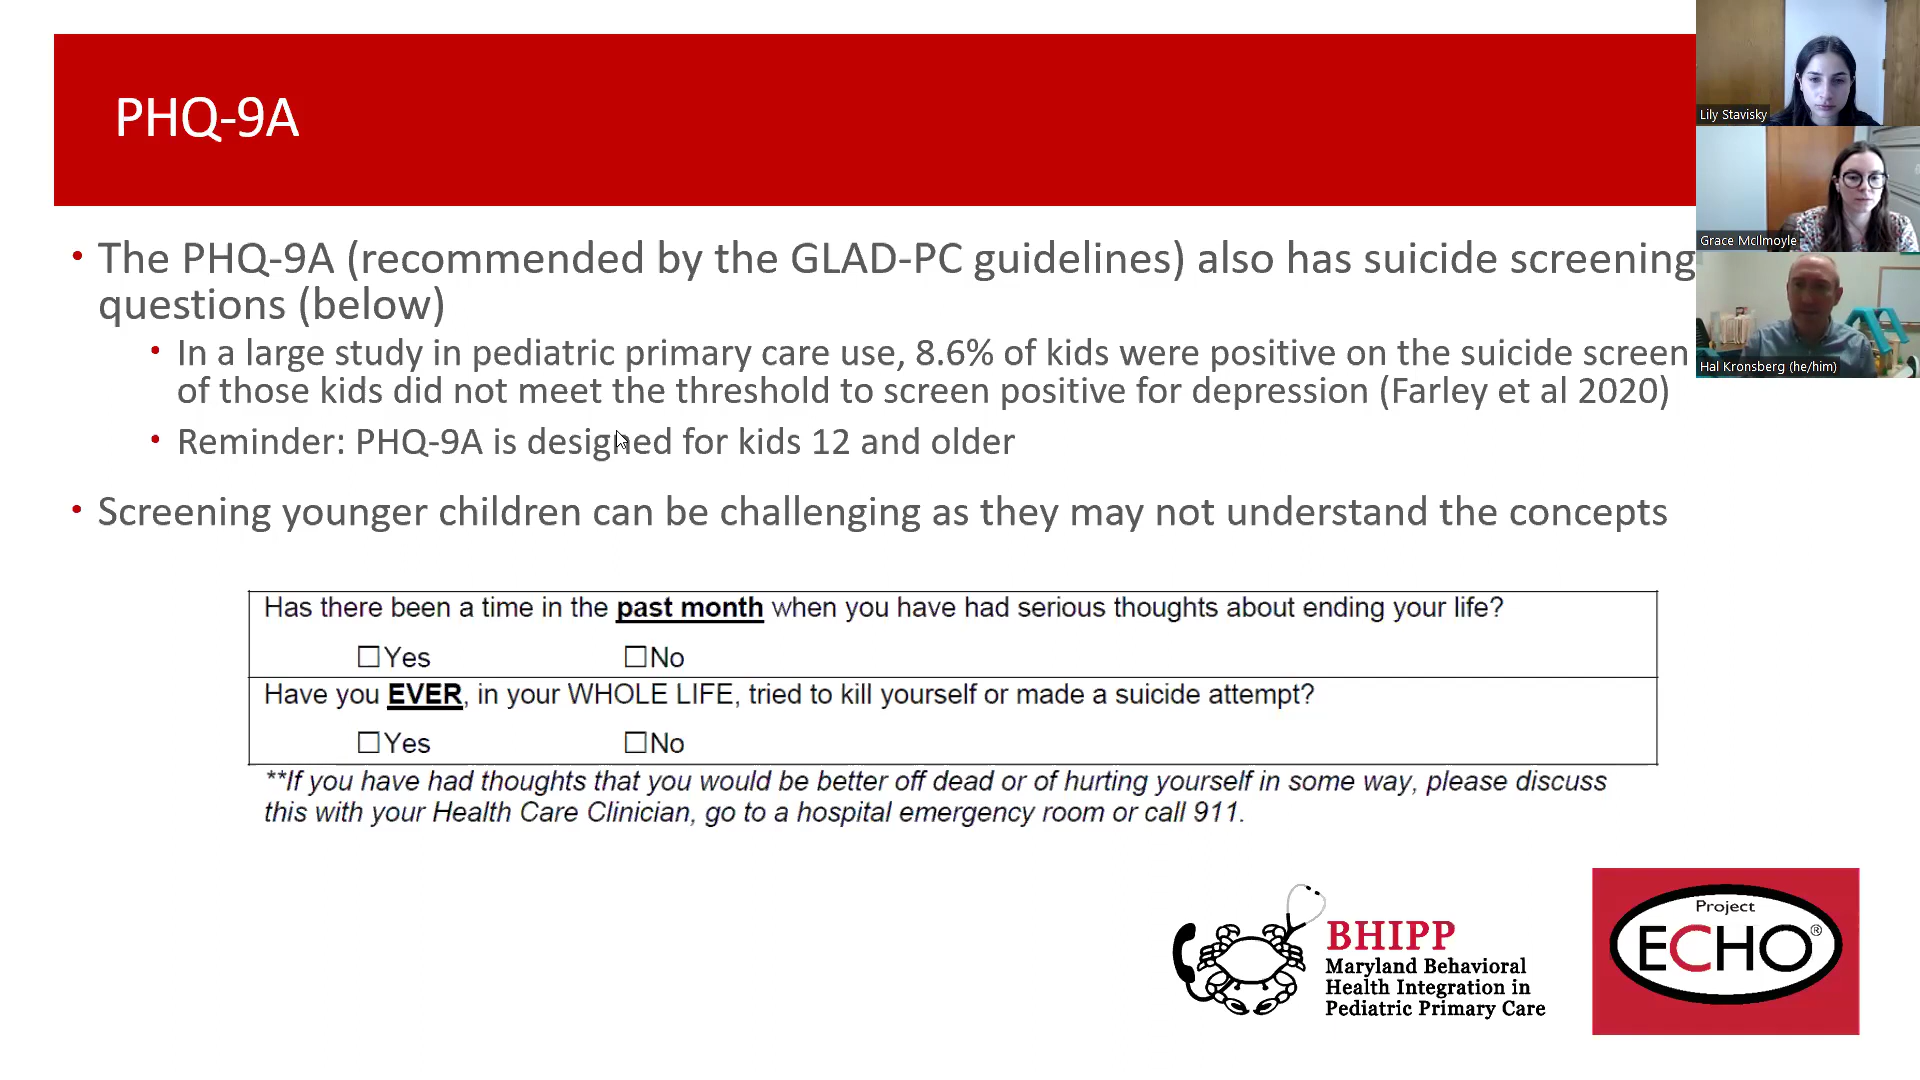 PHQ-9A
• The PHQ-9A (recommended by the GLAD-PC guidelines) also has suicide screening
questions (below)
• In a large study in pediatric primary care use, 8.6% of kids were positive on the suicide screen
of those kids did not meet the threshold to screen positive for depression (Farley et al 2020)
• Reminder: PHQ-9A is designed for kids 12 and older
• Screening younger children can be challenging as they may not understand the concepts
Has there been a time in the past month when you have had serious thoughts about ending your life?
☐Yes ☐No
Have you EVER, in your WHOLE LIFE, tried to kill yourself or made a suicide attempt?
☐Yes ☐No
**If you have had thoughts that you would be better off dead or of hurting yourself in some way, please discuss
this with your Health Care Clinician, go to a hospital emergency room or call 911.
BHIPP
Maryland Behavioral
Health Integration in
Pediatric Primary Care
Project
ECHO®
Lily Stavisky
Grace McIlmoyle
Hal Kronsberg (he/him)